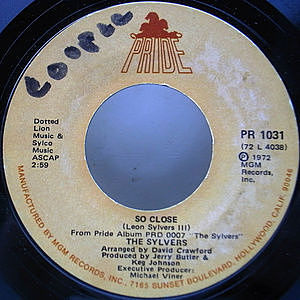 COOPER
PRIDE
Dotted
Lion
Music &
Sylco
Music
ASCAP
2:59
PR 1031
(72 L 4038)
℗ 1972
MGM
Records,
Inc.
SO CLOSE
(Leon Sylvers III)
From Pride Album PRD 0007 "The Sylvers"
THE SYLVERS
Arranged by David Crawford
Produced by Jerry Butler &
Keg Johnson
Executive Producer:
Michael Viner
MANUFACTURED BY MGM RECORDS, INC., 7165 SUNSET BOULEVARD, HOLLYWOOD, CALIF. 90046